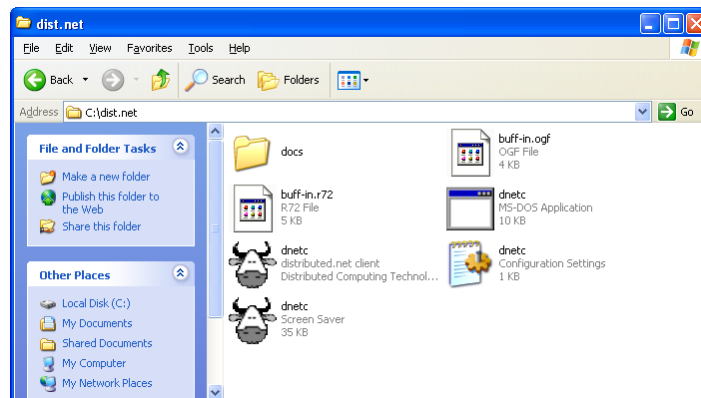 dist.net
File Edit View Favorites Tools Help
Back Search Folders
Address C:\dist.net Go
File and Folder Tasks
Make a new folder
Publish this folder to
the Web
Share this folder
Other Places
Local Disk (C:)
My Documents
Shared Documents
My Computer
My Network Places
docs
buff-in.ogf
OGF File
4 KB
buff-in.r72
R72 File
5 KB
dnetc
MS-DOS Application
10 KB
dnetc
distributed.net client
Distributed Computing Technol...
dnetc
Configuration Settings
1 KB
dnetc
Screen Saver
35 KB